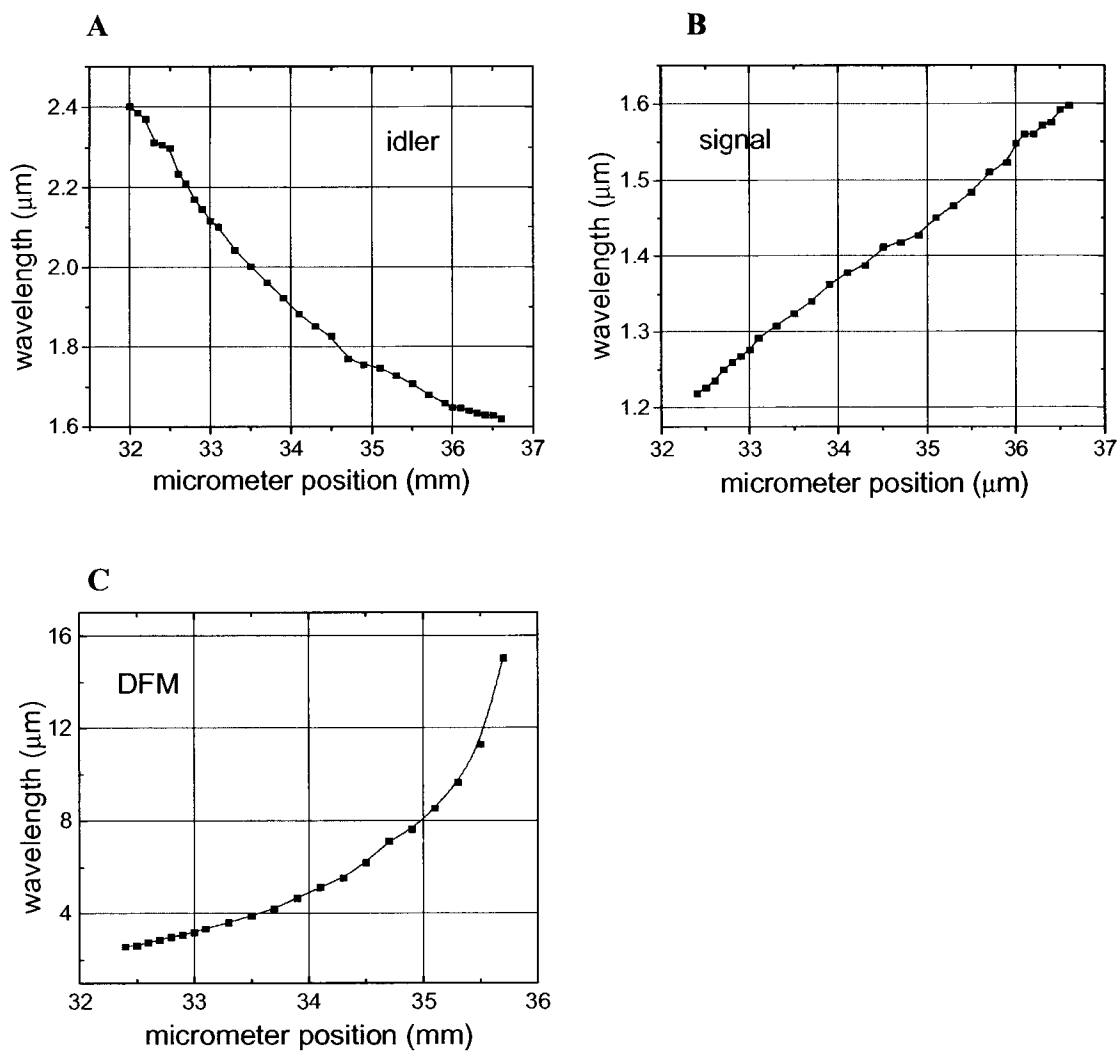 A
wavelength (μm)
2.4
2.2
2.0
1.8
1.6
idler
32 33 34 35 36 37
micrometer position (mm)
B
wavelength (μm)
1.6
1.5
1.4
1.3
1.2
signal
32 33 34 35 36 37
micrometer position (μm)
C
wavelength (μm)
16
12
8
4
DFM
32 33 34 35 36
micrometer position (mm)